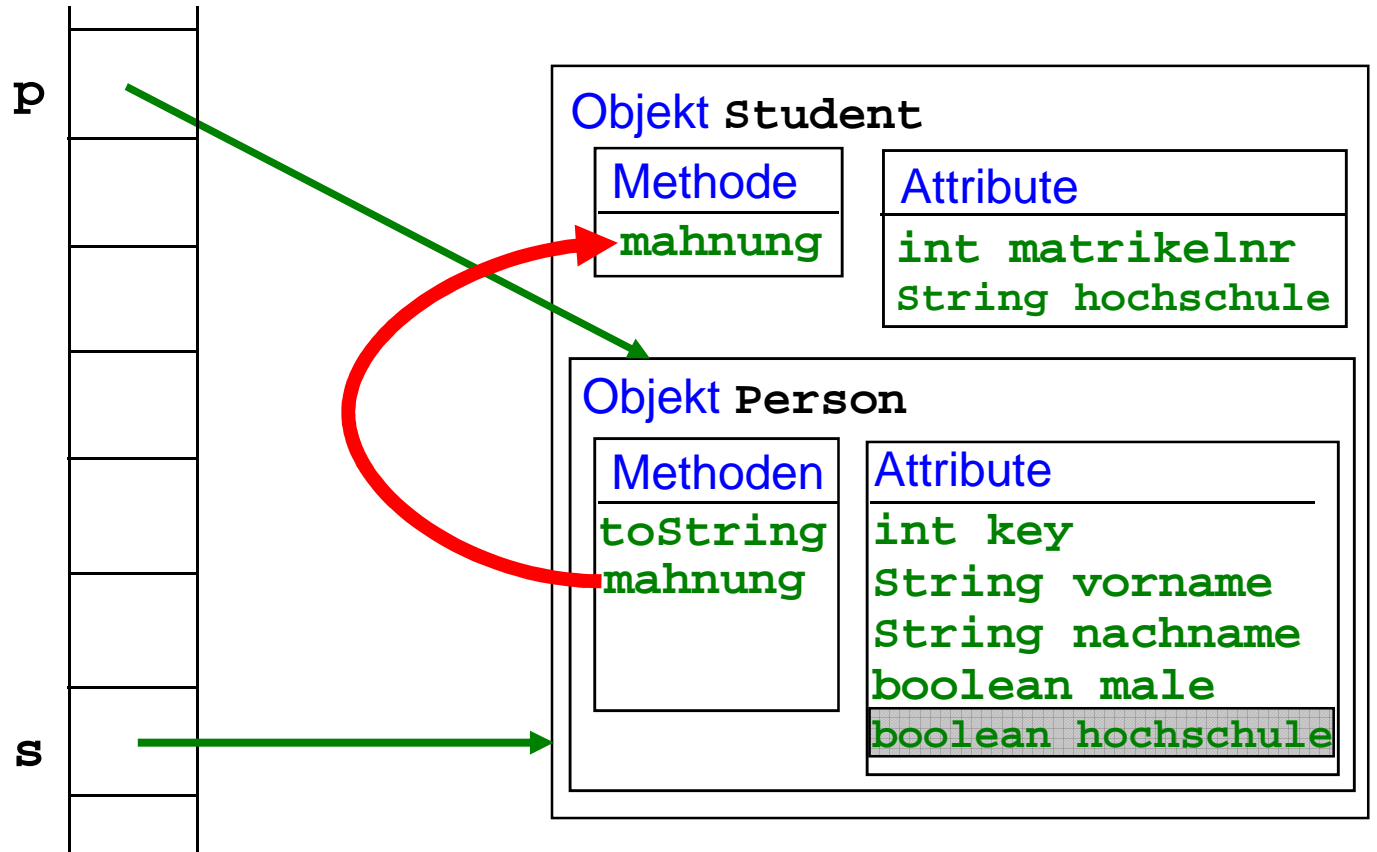 p
Objekt Student
Methode
mahnung
Attribute
int matrikelnr
String hochschule
Objekt Person
Methoden
toString
mahnung
Attribute
int key
String vorname
String nachname
boolean male
boolean hochschule
s